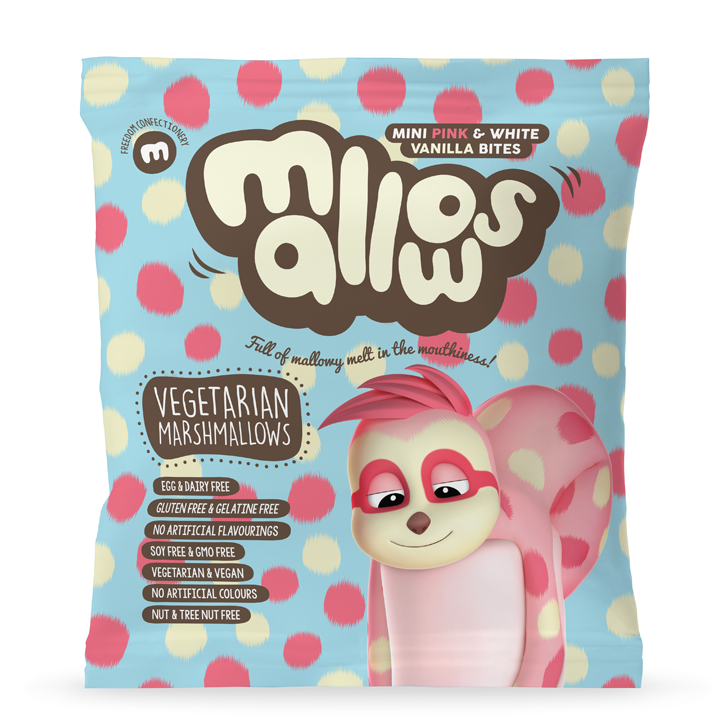 FREEDOM CONFECTIONERY
m
MINI PINK & WHITE
VANILLA BITES
mallows
mallow
Full of mallowy melt in the mouthiness!
VEGETARIAN
MARSHMALLOWS
EGG & DAIRY FREE
GLUTEN FREE & GELATINE FREE
NO ARTIFICIAL FLAVOURINGS
SOY FREE & GMO FREE
VEGETARIAN & VEGAN
NO ARTIFICIAL COLOURS
NUT & TREE NUT FREE